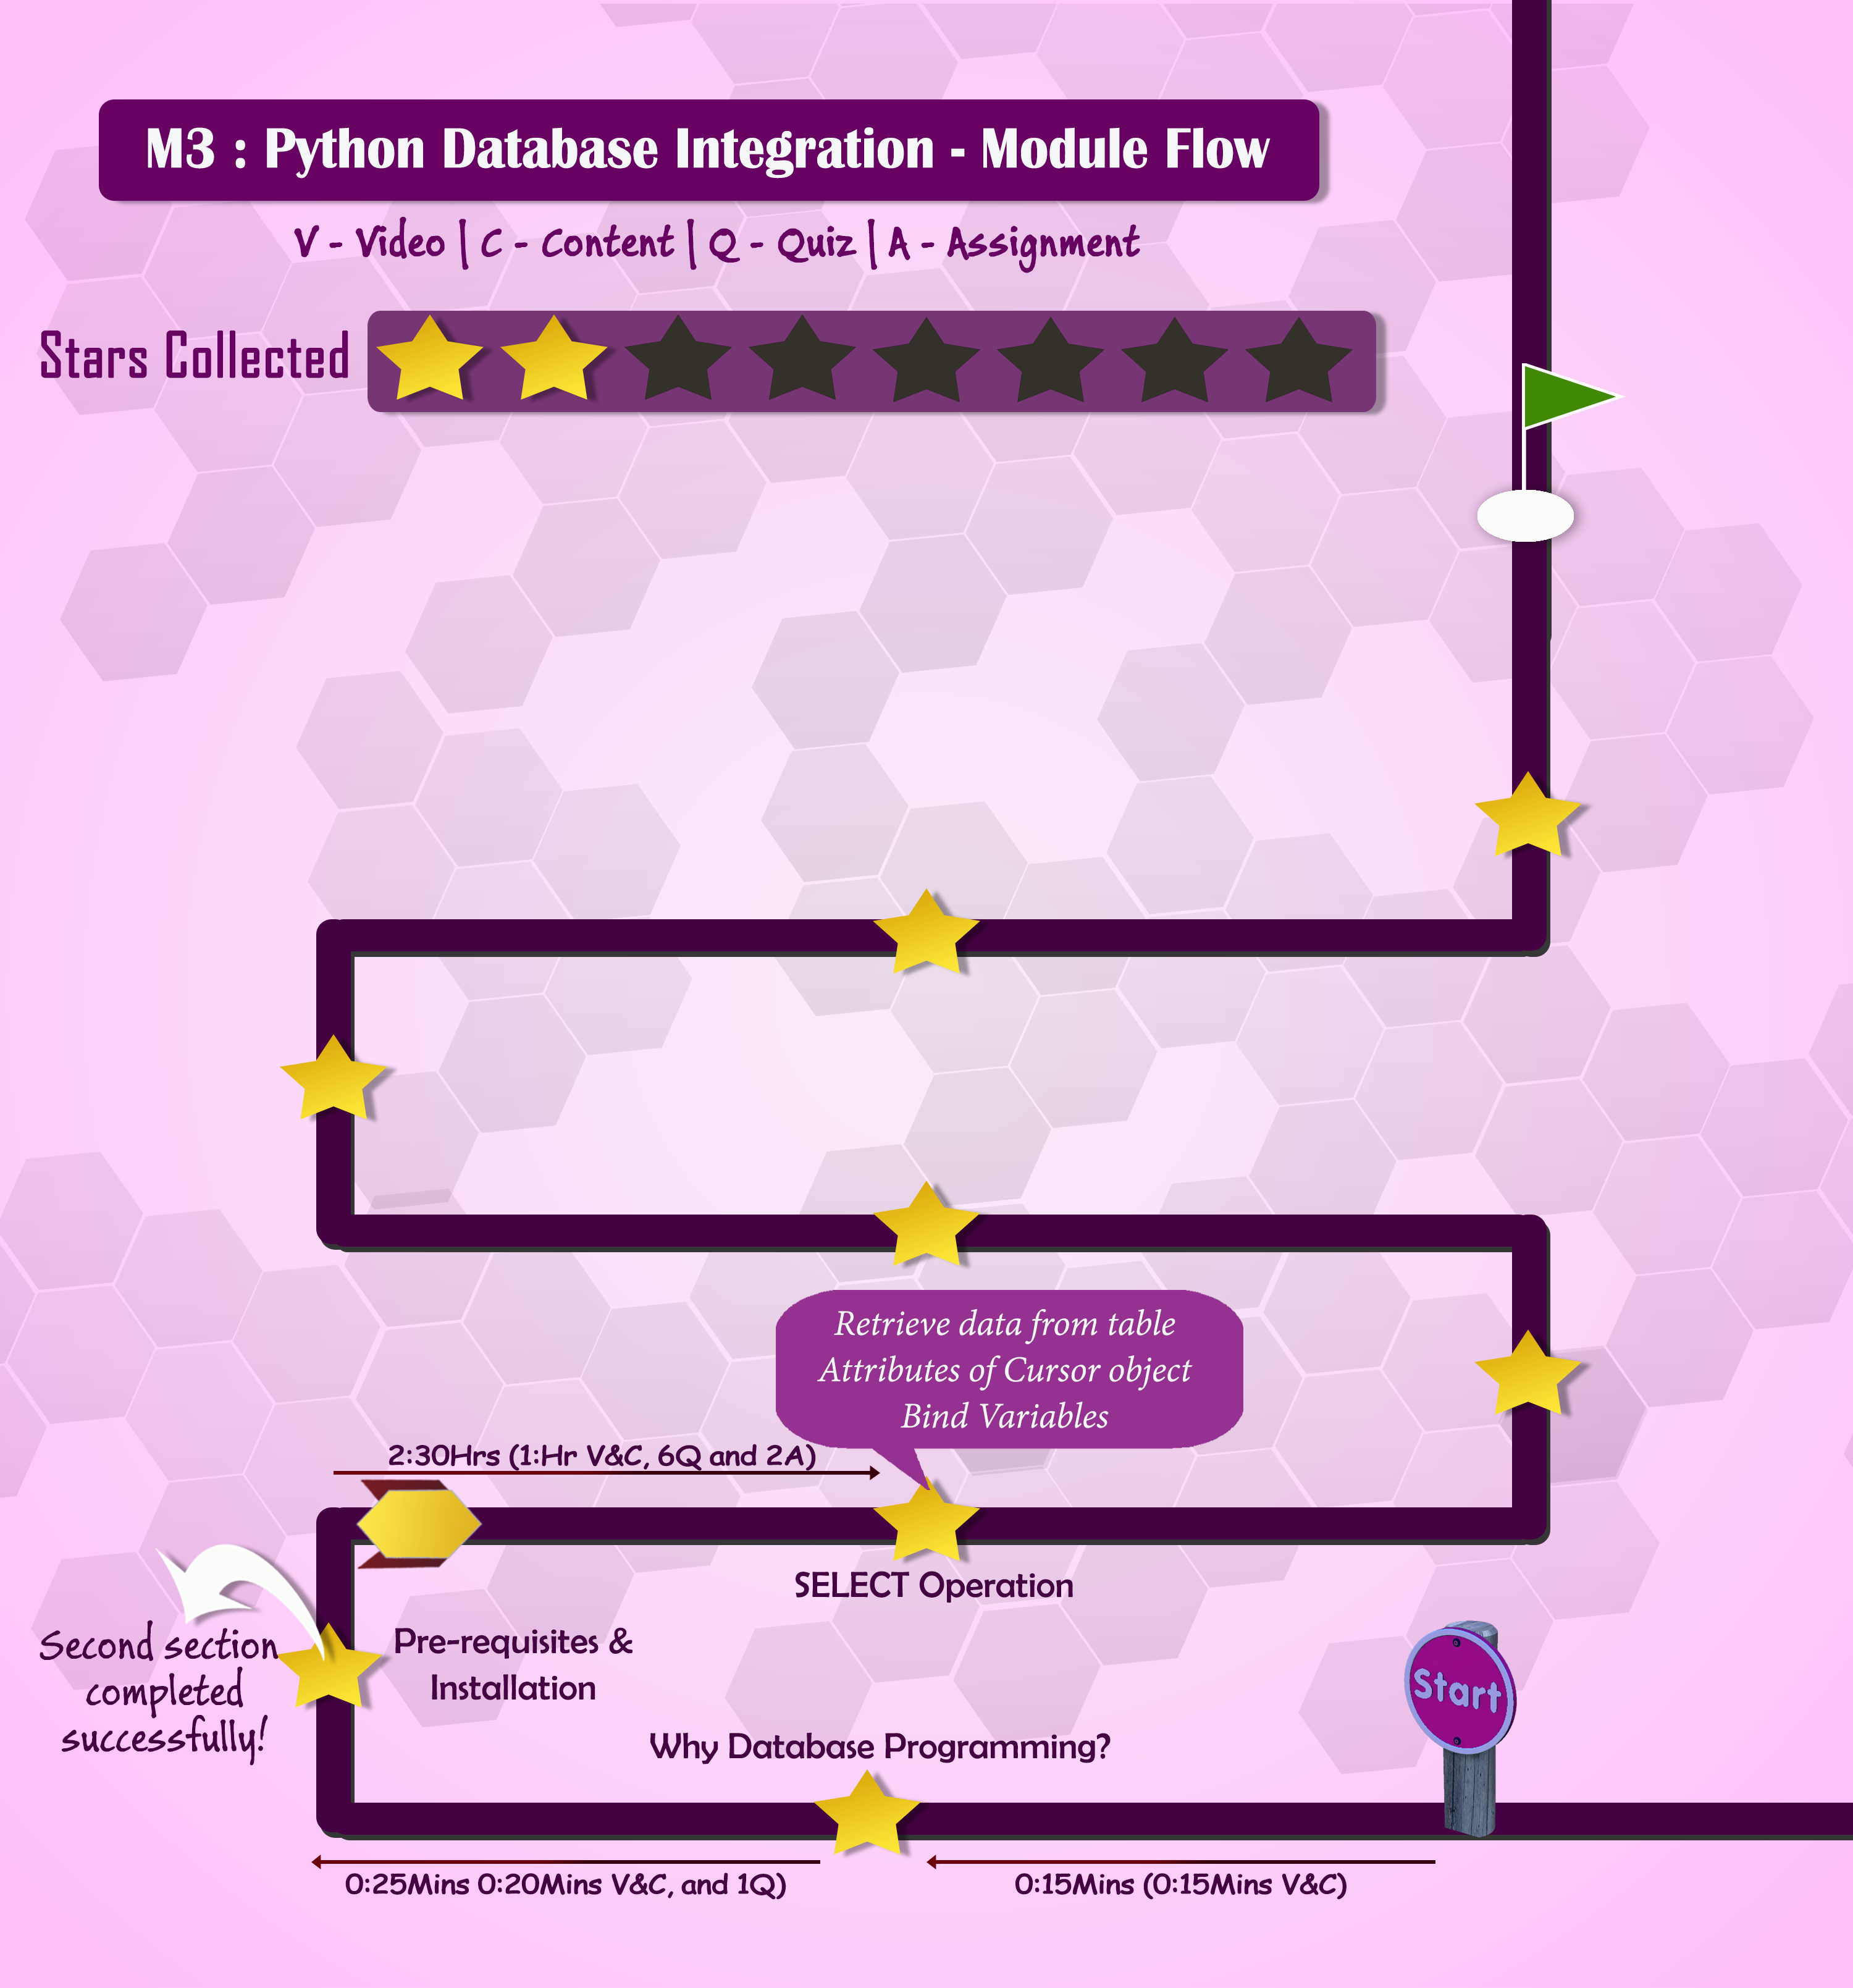 M3 : Python Database Integration - Module Flow
V - Video | C - Content | Q - Quiz | A - Assignment
Stars Collected
Retrieve data from table
Attributes of Cursor object
Bind Variables
2:30Hrs (1:Hr V&C, 6Q and 2A)
SELECT Operation
Second section
completed
successfully!
Pre-requisites &
Installation
Start
Why Database Programming?
0:25Mins 0:20Mins V&C, and 1Q)
0:15Mins (0:15Mins V&C)